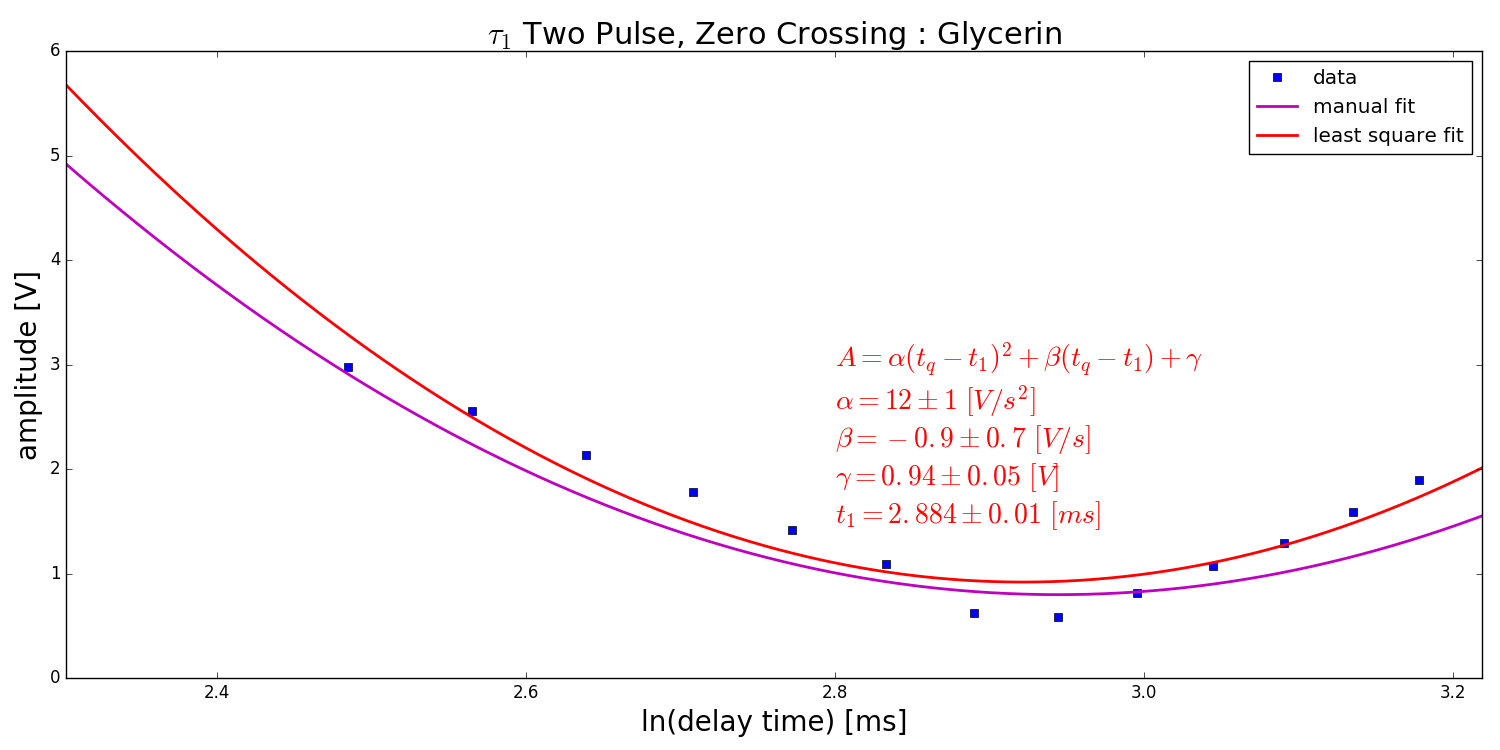 τ₁ Two Pulse, Zero Crossing : Glycerin
6
5
4
3
2
1
0
amplitude [V]
data
manual fit
least square fit
A = α(t_q − t₁)² + β(t_q − t₁) + γ
α = 12 ± 1 [V/s²]
β = −0.9 ± 0.7 [V/s]
γ = 0.94 ± 0.05 [V]
t₁ = 2.884 ± 0.01 [ms]
2.4 2.6 2.8 3.0 3.2
ln(delay time) [ms]